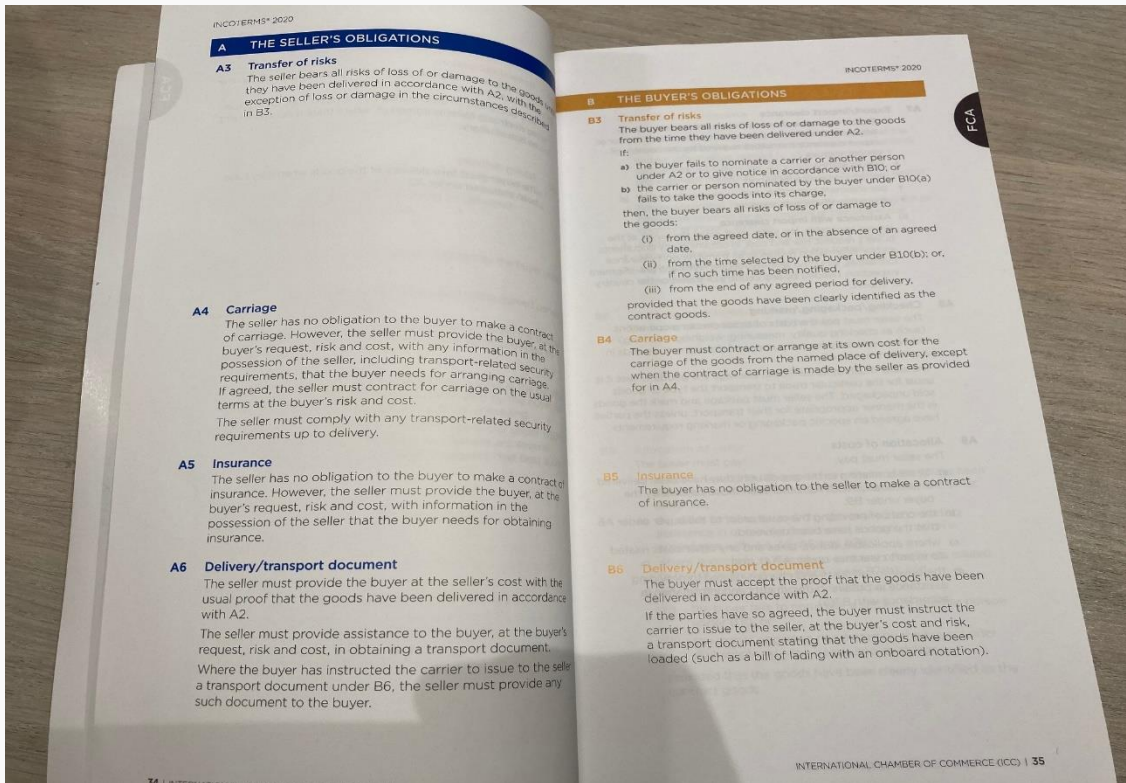 INCOTERMS® 2020
A THE SELLER'S OBLIGATIONS
A3 Transfer of risks
The seller bears all risks of loss of or damage to the goods
they have been delivered in accordance with A2, with the
exception of loss or damage in the circumstances described
in B3.
A4 Carriage
The seller has no obligation to the buyer to make a contract
of carriage. However, the seller must provide the buyer, at the
buyer's request, risk and cost, with any information in the
possession of the seller, including transport-related security
requirements, that the buyer needs for arranging carriage.
If agreed, the seller must contract for carriage on the usual
terms at the buyer's risk and cost.
The seller must comply with any transport-related security
requirements up to delivery.
A5 Insurance
The seller has no obligation to the buyer to make a contract of
insurance. However, the seller must provide the buyer, at the
buyer's request, risk and cost, with information in the
possession of the seller that the buyer needs for obtaining
insurance.
A6 Delivery/transport document
The seller must provide the buyer at the seller's cost with the
usual proof that the goods have been delivered in accordance
with A2.
The seller must provide assistance to the buyer, at the buyer's
request, risk and cost, in obtaining a transport document.
Where the buyer has instructed the carrier to issue to the seller
a transport document under B6, the seller must provide any
such document to the buyer.
INCOTERMS® 2020
B THE BUYER'S OBLIGATIONS
FCA
B3 Transfer of risks
The buyer bears all risks of loss of or damage to the goods
from the time they have been delivered under A2.
If:
a) the buyer fails to nominate a carrier or another person
under A2 or to give notice in accordance with B10; or
b) the carrier or person nominated by the buyer under B10(a)
fails to take the goods into its charge,
then, the buyer bears all risks of loss of or damage to
the goods:
(i) from the agreed date, or in the absence of an agreed
date,
(ii) from the time selected by the buyer under B10(b); or,
if no such time has been notified,
(iii) from the end of any agreed period for delivery,
provided that the goods have been clearly identified as the
contract goods.
B4 Carriage
The buyer must contract or arrange at its own cost for the
carriage of the goods from the named place of delivery, except
when the contract of carriage is made by the seller as provided
for in A4.
B5 Insurance
The buyer has no obligation to the seller to make a contract
of insurance.
B6 Delivery/transport document
The buyer must accept the proof that the goods have been
delivered in accordance with A2.
If the parties have so agreed, the buyer must instruct the
carrier to issue to the seller, at the buyer's cost and risk,
a transport document stating that the goods have been
loaded (such as a bill of lading with an onboard notation).
INTERNATIONAL CHAMBER OF COMMERCE (ICC) | 35